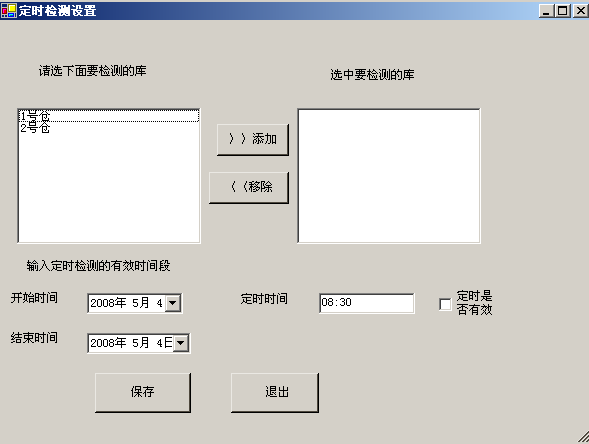 定时检测设置
请选下面要检测的库
选中要检测的库
1号仓
2号仓
〉〉添加
〈〈移除
输入定时检测的有效时间段
开始时间
2008年 5月 4
定时时间
08:30
定时是
否有效
结束时间
2008年 5月 4日
保存
退出